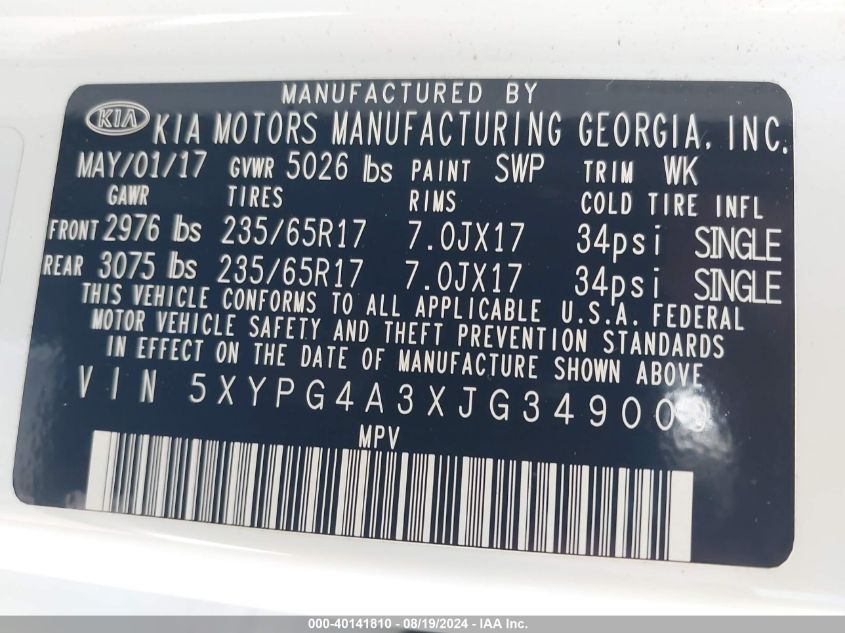 MANUFACTURED BY
KIA KIA MOTORS MANUFACTURING GEORGIA, INC.
MAY/01/17 GVWR 5026 lbs PAINT SWP TRIM WK
GAWR TIRES RIMS COLD TIRE INFL
FRONT 2976 lbs 235/65R17 7.0JX17 34psi SINGLE
REAR 3075 lbs 235/65R17 7.0JX17 34psi SINGLE
THIS VEHICLE CONFORMS TO ALL APPLICABLE U.S.A. FEDERAL
MOTOR VEHICLE SAFETY AND THEFT PREVENTION STANDARDS
IN EFFECT ON THE DATE OF MANUFACTURE SHOWN ABOVE
VIN 5XYPG4A3XJG349009
MPV
000-40141810 - 08/19/2024 - IAA Inc.